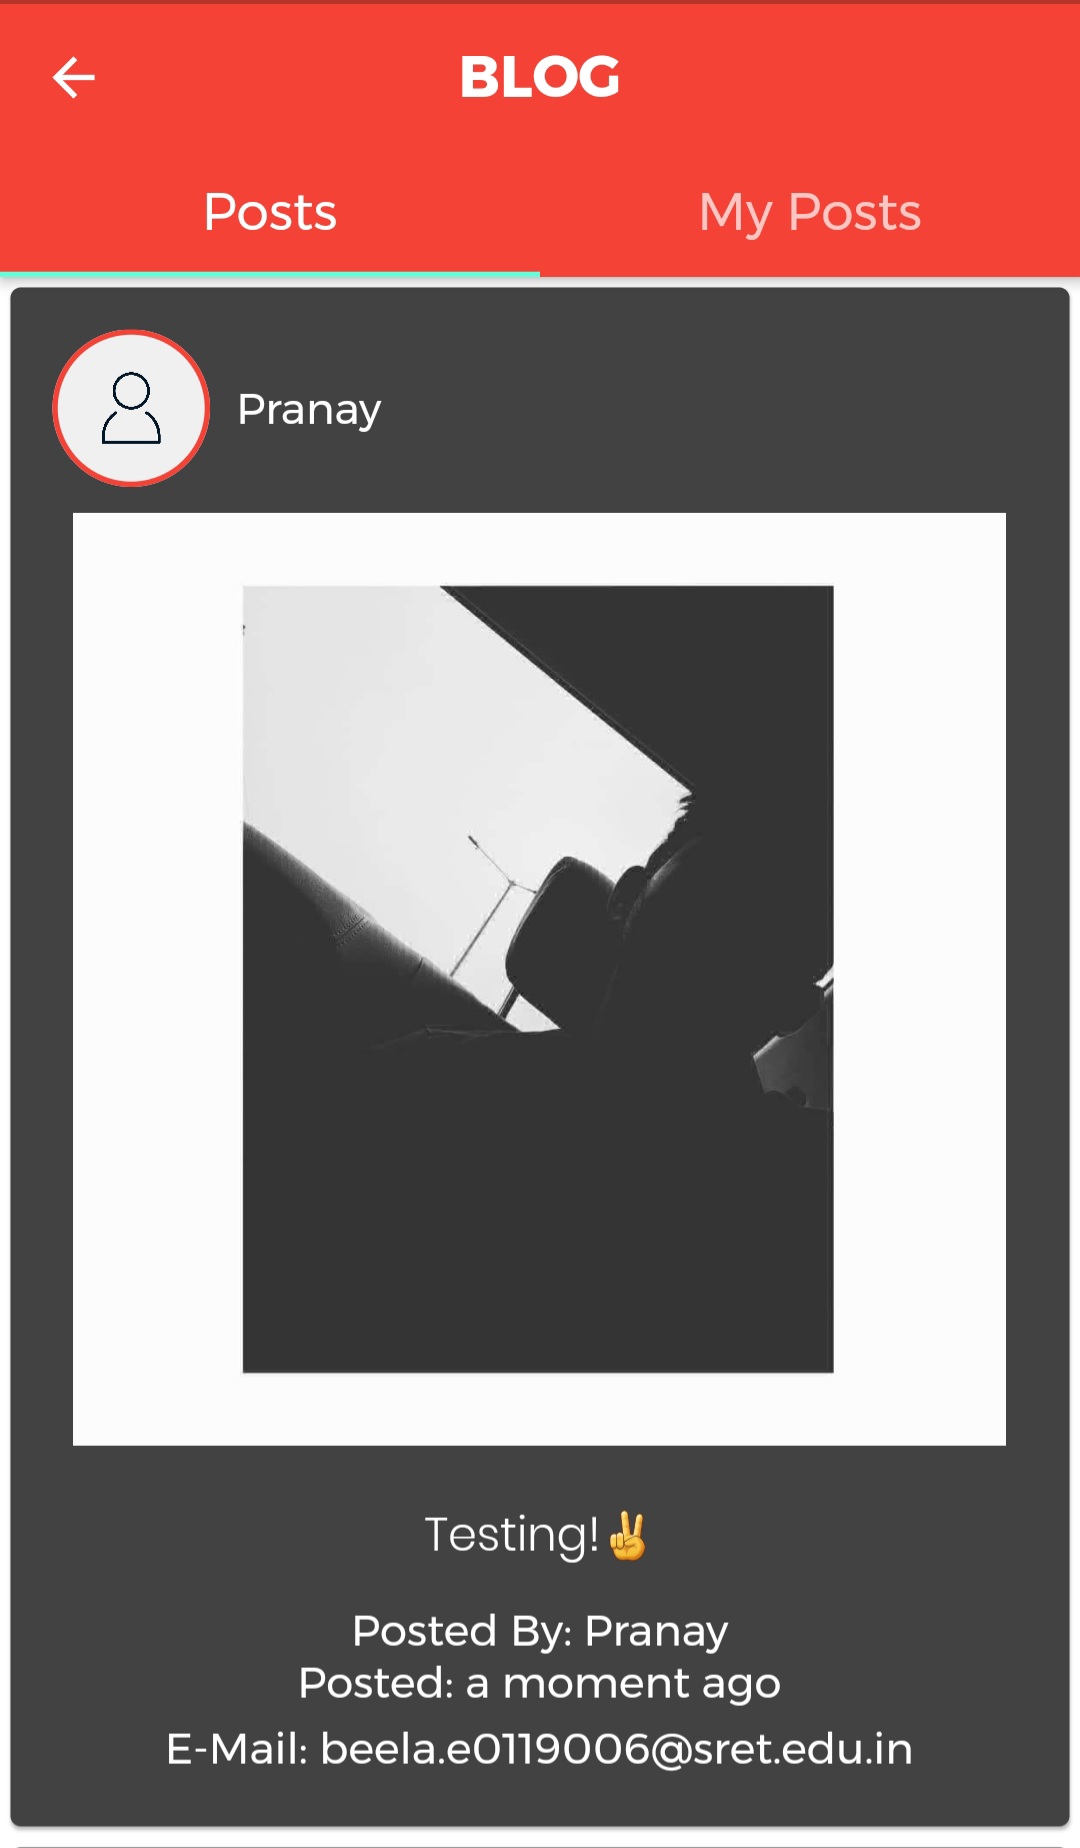 BLOG
Posts
My Posts
Pranay
Testing!✌️
Posted By: Pranay
Posted: a moment ago
E-Mail: beela.e0119006@sret.edu.in